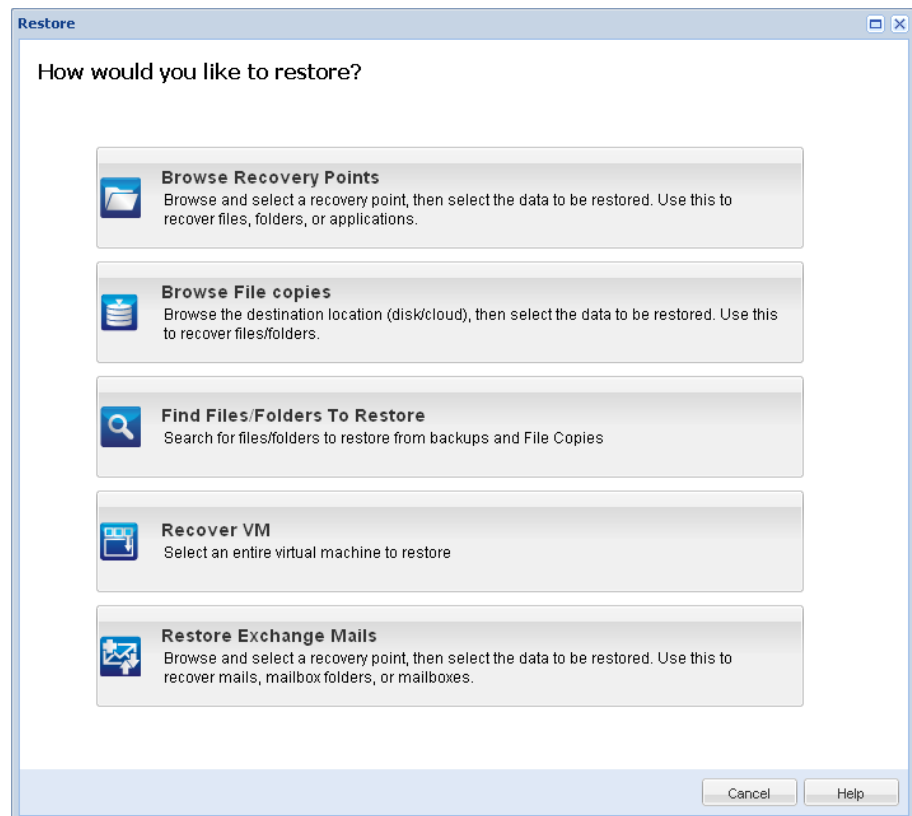 Restore
How would you like to restore?
Browse Recovery Points
Browse and select a recovery point, then select the data to be restored. Use this to
recover files, folders, or applications.
Browse File copies
Browse the destination location (disk/cloud), then select the data to be restored. Use this
to recover files/folders.
Find Files/Folders To Restore
Search for files/folders to restore from backups and File Copies
Recover VM
Select an entire virtual machine to restore
Restore Exchange Mails
Browse and select a recovery point, then select the data to be restored. Use this to
recover mails, mailbox folders, or mailboxes.
Cancel
Help